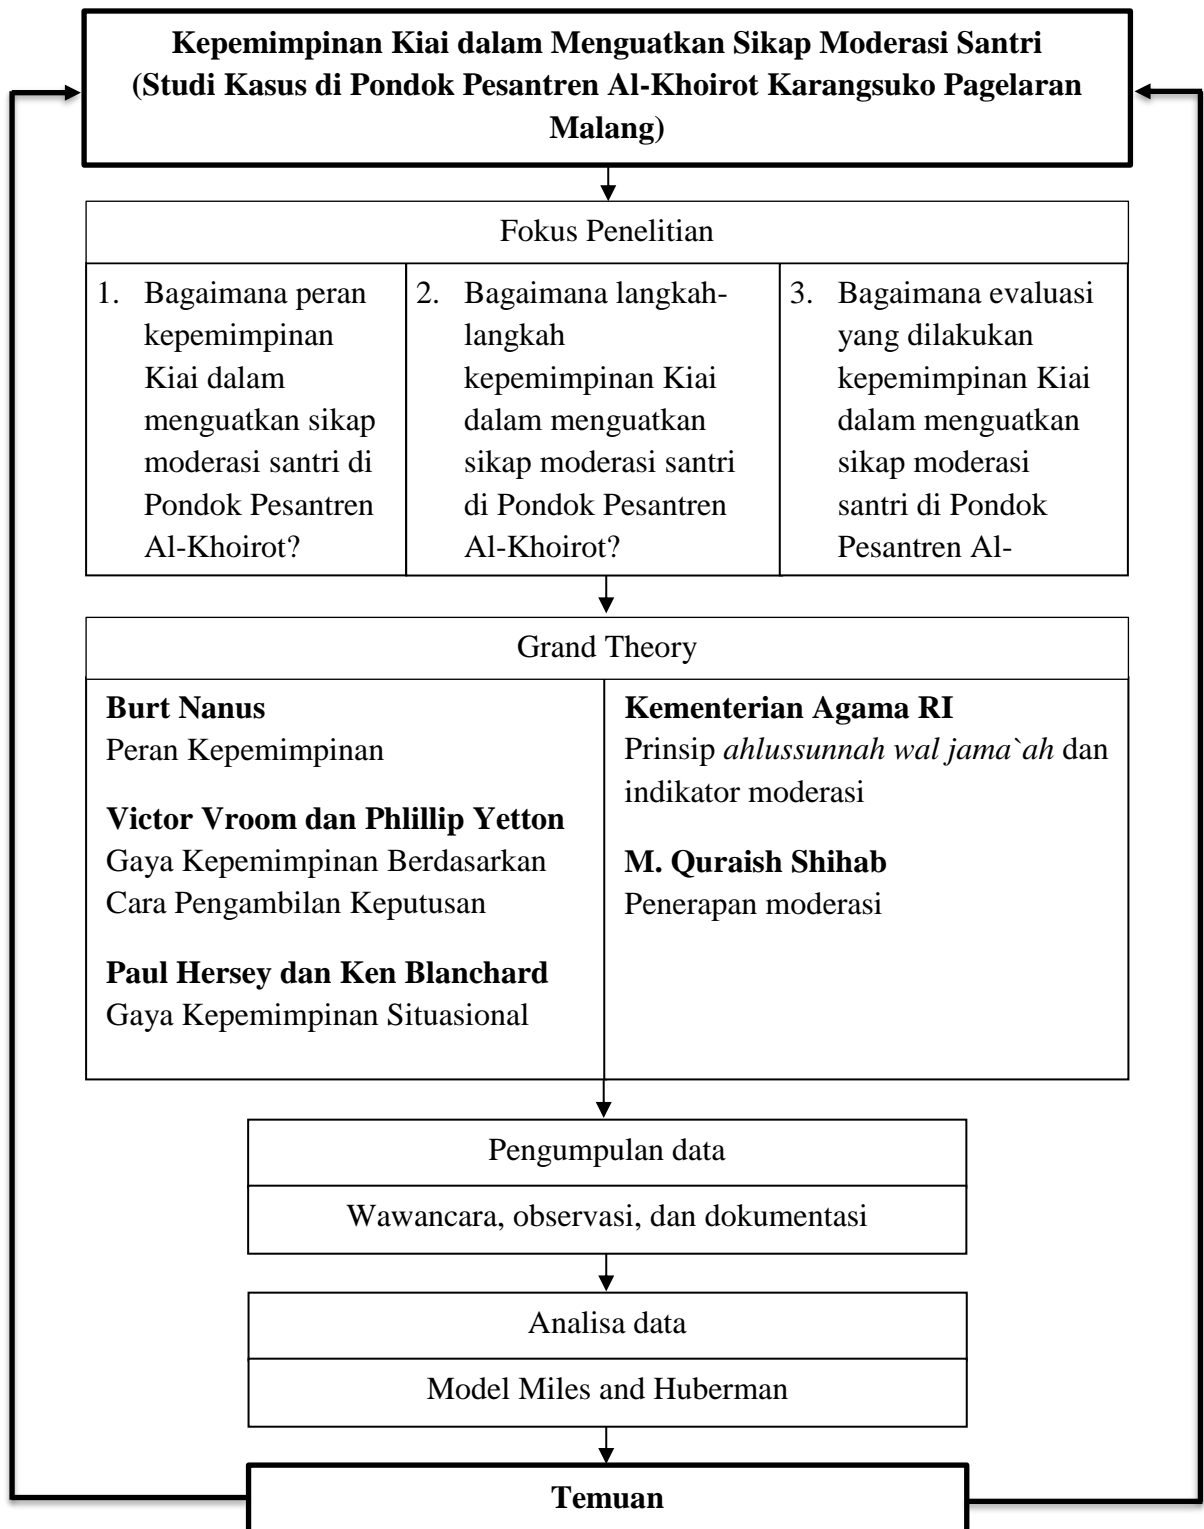 Kepemimpinan Kiai dalam Menguatkan Sikap Moderasi Santri
(Studi Kasus di Pondok Pesantren Al-Khoirot Karangsuko Pagelaran
Malang)
Fokus Penelitian
1. Bagaimana peran
kepemimpinan
Kiai dalam
menguatkan sikap
moderasi santri di
Pondok Pesantren
Al-Khoirot?
2. Bagaimana langkah-
langkah
kepemimpinan Kiai
dalam menguatkan
sikap moderasi santri
di Pondok Pesantren
Al-Khoirot?
3. Bagaimana evaluasi
yang dilakukan
kepemimpinan Kiai
dalam menguatkan
sikap moderasi
santri di Pondok
Pesantren Al-
Grand Theory
Burt Nanus
Peran Kepemimpinan
Victor Vroom dan Phlillip Yetton
Gaya Kepemimpinan Berdasarkan
Cara Pengambilan Keputusan
Paul Hersey dan Ken Blanchard
Gaya Kepemimpinan Situasional
Kementerian Agama RI
Prinsip ahlussunnah wal jama`ah dan
indikator moderasi
M. Quraish Shihab
Penerapan moderasi
Pengumpulan data
Wawancara, observasi, dan dokumentasi
Analisa data
Model Miles and Huberman
Temuan